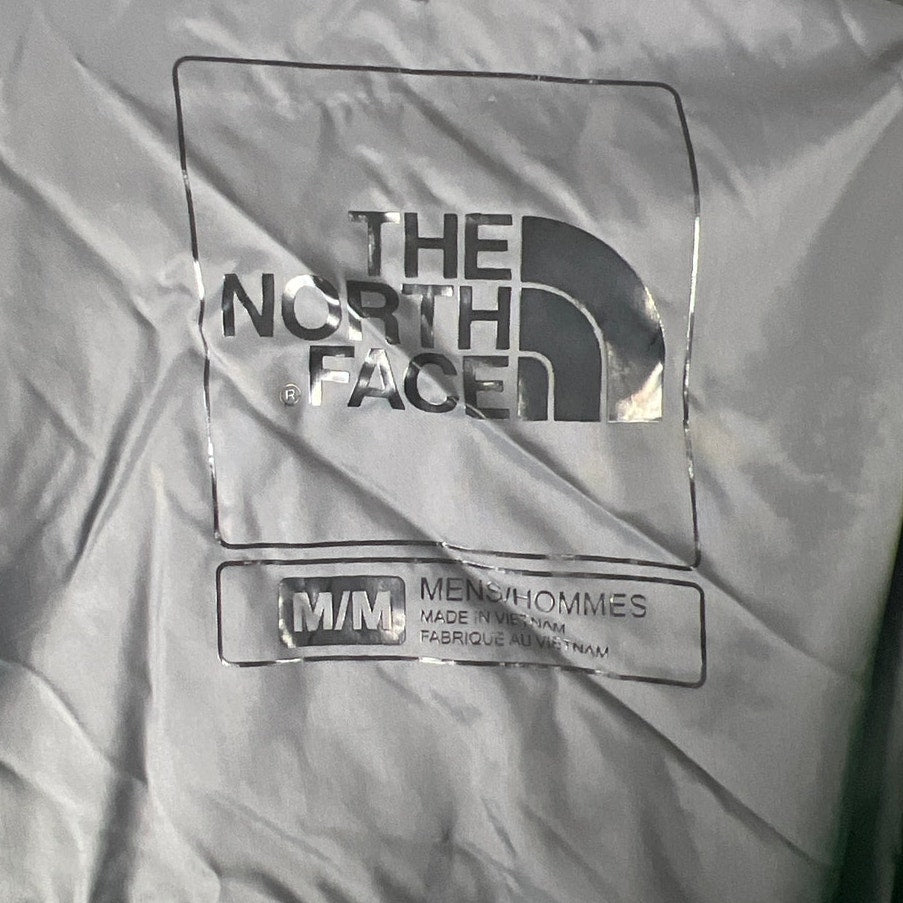 THE
NORTH
® FACE
M/M MENS/HOMMES
MADE IN VIETNAM
FABRIQUÉ AU VIETNAM